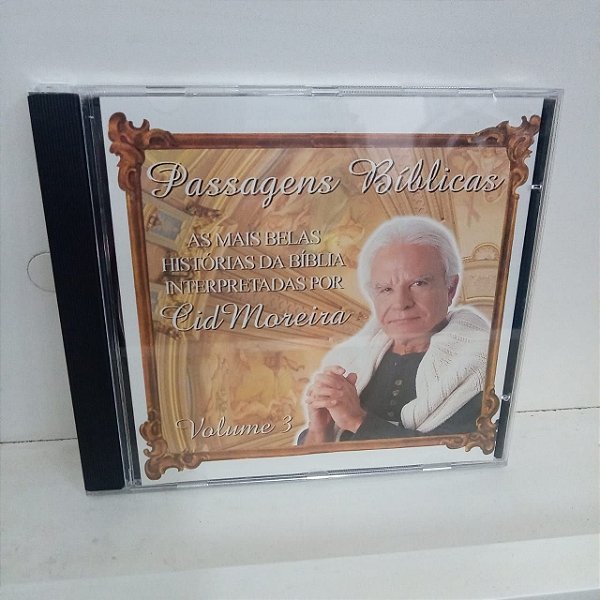 Passagens Bíblicas
AS MAIS BELAS
HISTÓRIAS DA BÍBLIA
INTERPRETADAS POR
Cid Moreira
Volume 3